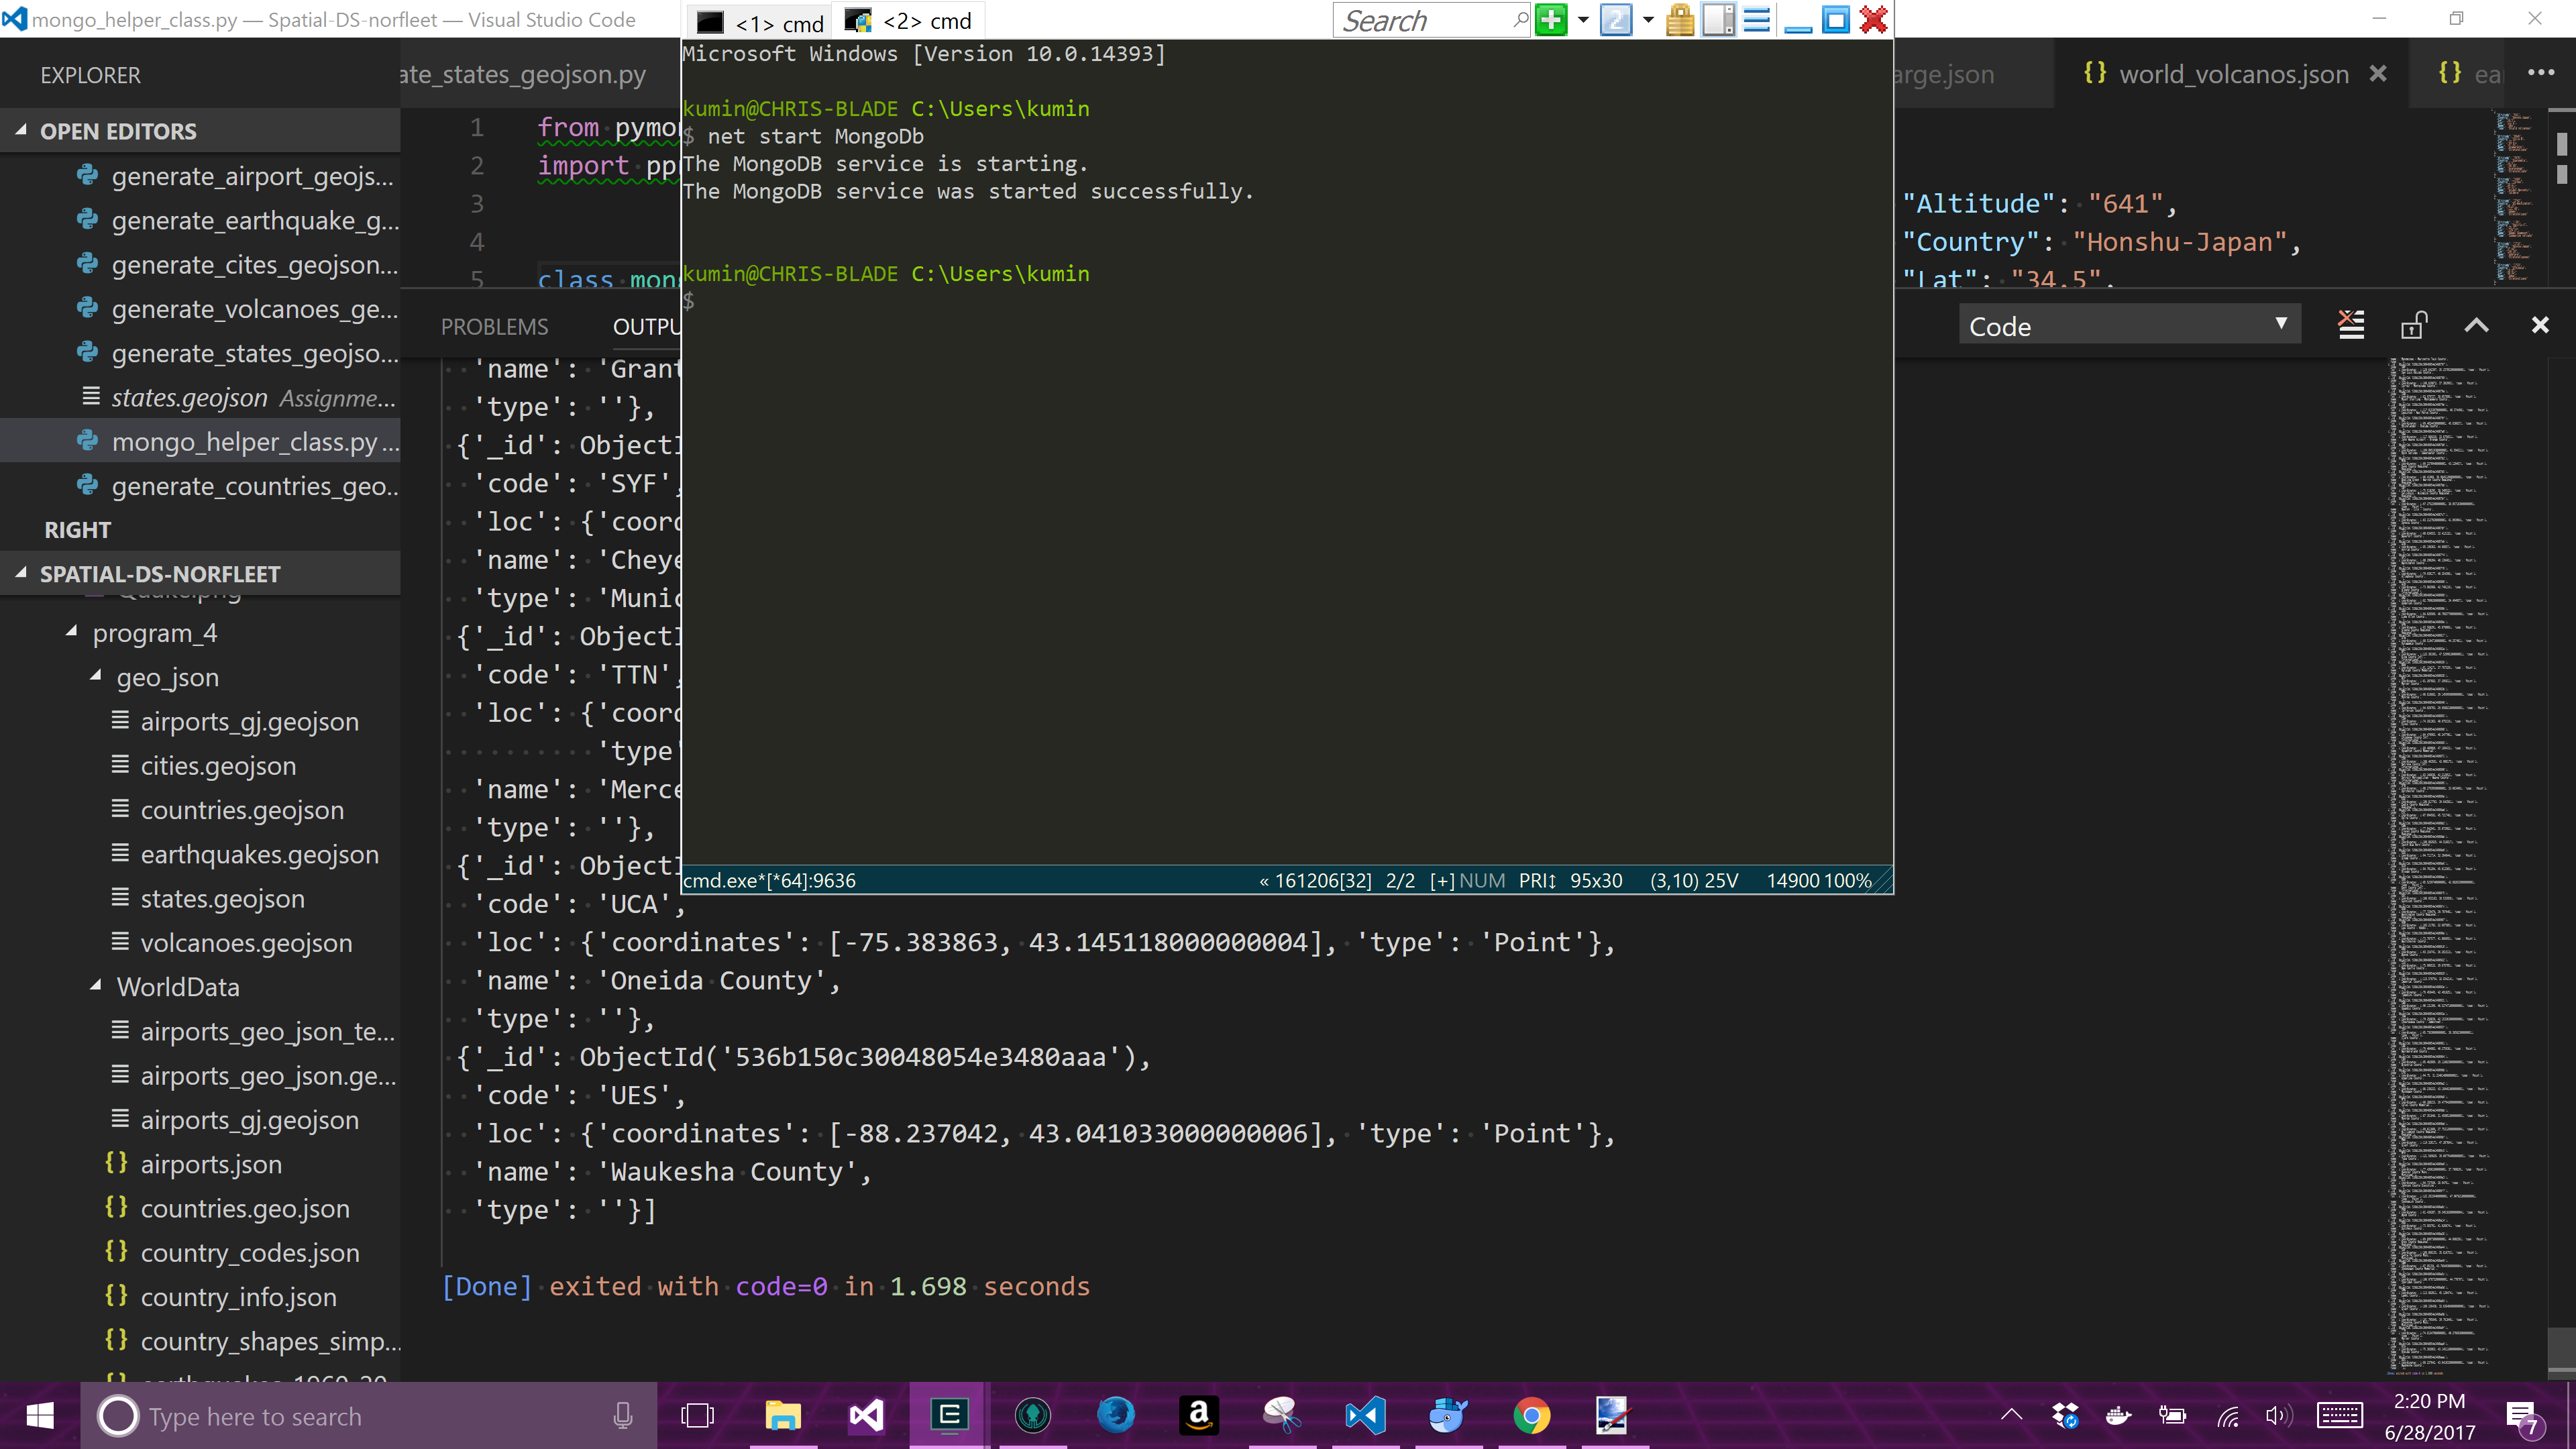 mongo_helper_class.py — Spatial-DS-norfleet — Visual Studio Code
<1> cmd
<2> cmd
Search
EXPLORER
ate_states_geojson.py
arge.json
world_volcanos.json
OPEN EDITORS
generate_airport_geojs...
generate_earthquake_g...
generate_cites_geojson...
generate_volcanoes_ge...
generate_states_geojso...
states.geojson Assignme...
mongo_helper_class.py ...
generate_countries_geo...
RIGHT
SPATIAL-DS-NORFLEET
Quake.png
program_4
geo_json
airports_gj.geojson
cities.geojson
countries.geojson
earthquakes.geojson
states.geojson
volcanoes.geojson
WorldData
airports_geo_json_te...
airports_geo_json.ge...
airports_gj.geojson
airports.json
countries.geo.json
country_codes.json
country_info.json
country_shapes_simp...
1 from pymo
2 import pp
3
4
5 class mon
Microsoft Windows [Version 10.0.14393]
kumin@CHRIS-BLADE C:\Users\kumin
$ net start MongoDb
The MongoDB service is starting.
The MongoDB service was started successfully.
kumin@CHRIS-BLADE C:\Users\kumin
$
cmd.exe*[*64]:9636 « 161206[32] 2/2 [+] NUM PRI↕ 95x30 (3,10) 25V 14900 100%
"Altitude": "641",
"Country": "Honshu-Japan",
"Lat": "34.5",
PROBLEMS OUTPU
Code
'name': 'Grant
'type': ''},
{'_id': ObjectI
'code': 'SYF',
'loc': {'coord
'name': 'Cheye
'type': 'Munic
{'_id': ObjectI
'code': 'TTN',
'loc': {'coord
'type'
'name': 'Merce
'type': ''},
{'_id': ObjectI
'code': 'UCA',
'loc': {'coordinates': [-75.383863, 43.145118000000004], 'type': 'Point'},
'name': 'Oneida County',
'type': ''},
{'_id': ObjectId('536b150c30048054e3480aaa'),
'code': 'UES',
'loc': {'coordinates': [-88.237042, 43.041033000000006], 'type': 'Point'},
'name': 'Waukesha County',
'type': ''}]
[Done] exited with code=0 in 1.698 seconds
Type here to search
2:20 PM
6/28/2017
7